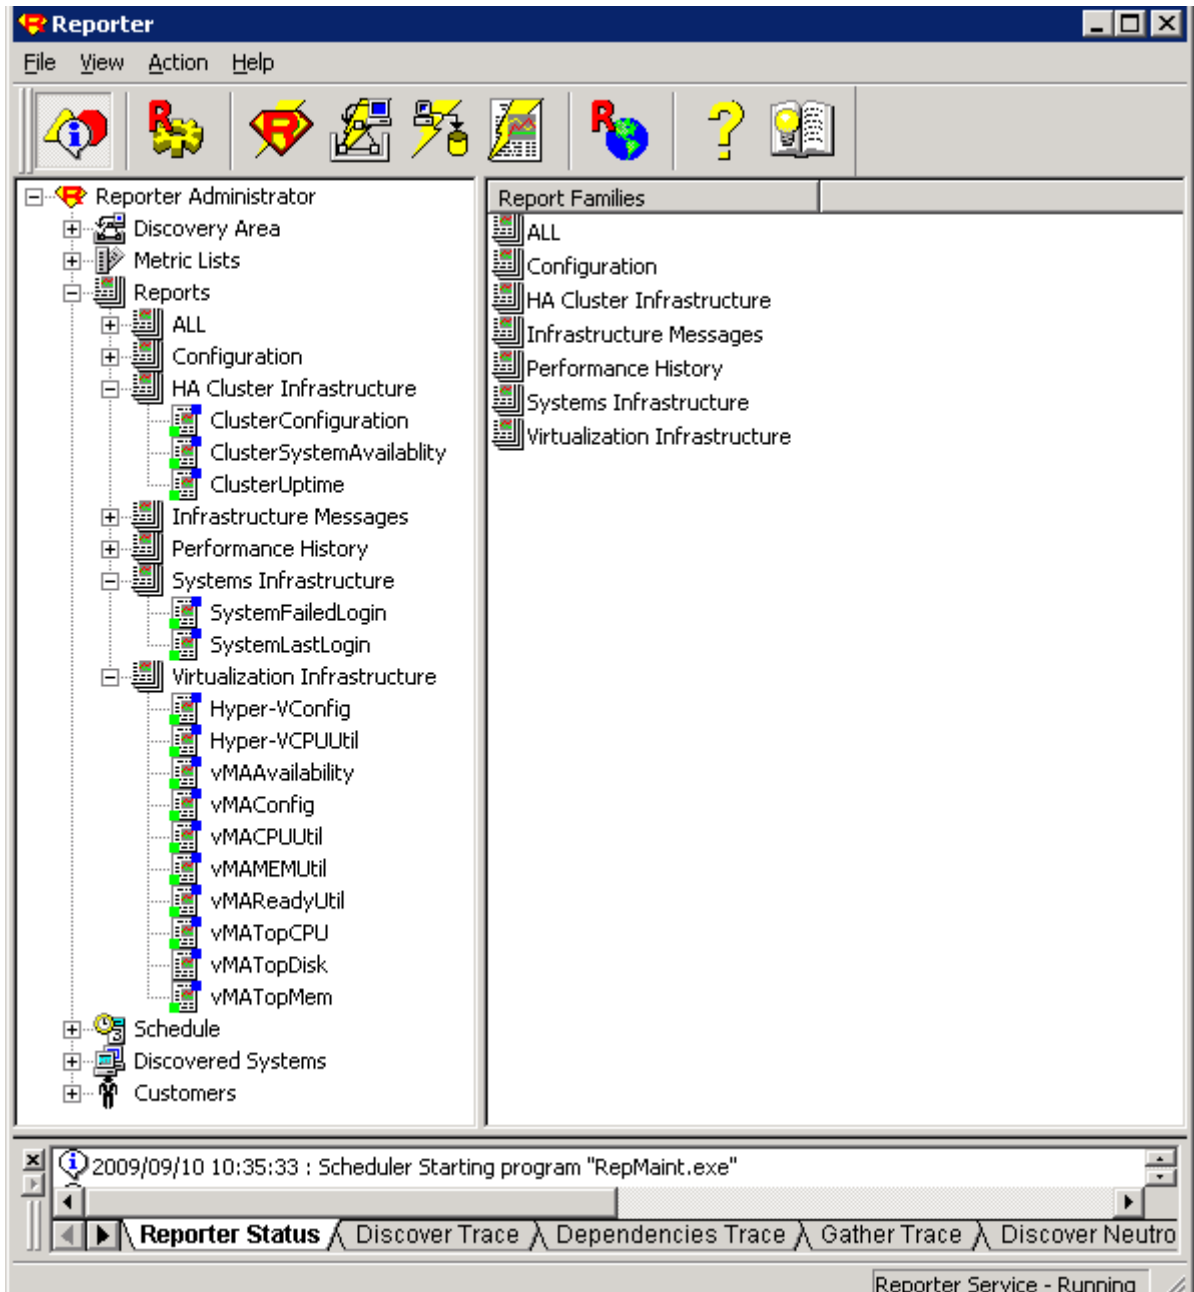 Reporter
File View Action Help
Reporter Administrator
Discovery Area
Metric Lists
Reports
ALL
Configuration
HA Cluster Infrastructure
ClusterConfiguration
ClusterSystemAvailablity
ClusterUptime
Infrastructure Messages
Performance History
Systems Infrastructure
SystemFailedLogin
SystemLastLogin
Virtualization Infrastructure
Hyper-VConfig
Hyper-VCPUUtil
vMAAvailability
vMAConfig
vMACPUUtil
vMAMEMUtil
vMAReadyUtil
vMATopCPU
vMATopDisk
vMATopMem
Schedule
Discovered Systems
Customers
Report Families
ALL
Configuration
HA Cluster Infrastructure
Infrastructure Messages
Performance History
Systems Infrastructure
Virtualization Infrastructure
2009/09/10 10:35:33 : Scheduler Starting program "RepMaint.exe"
Reporter Status Discover Trace Dependencies Trace Gather Trace Discover Neutro
Reporter Service - Running